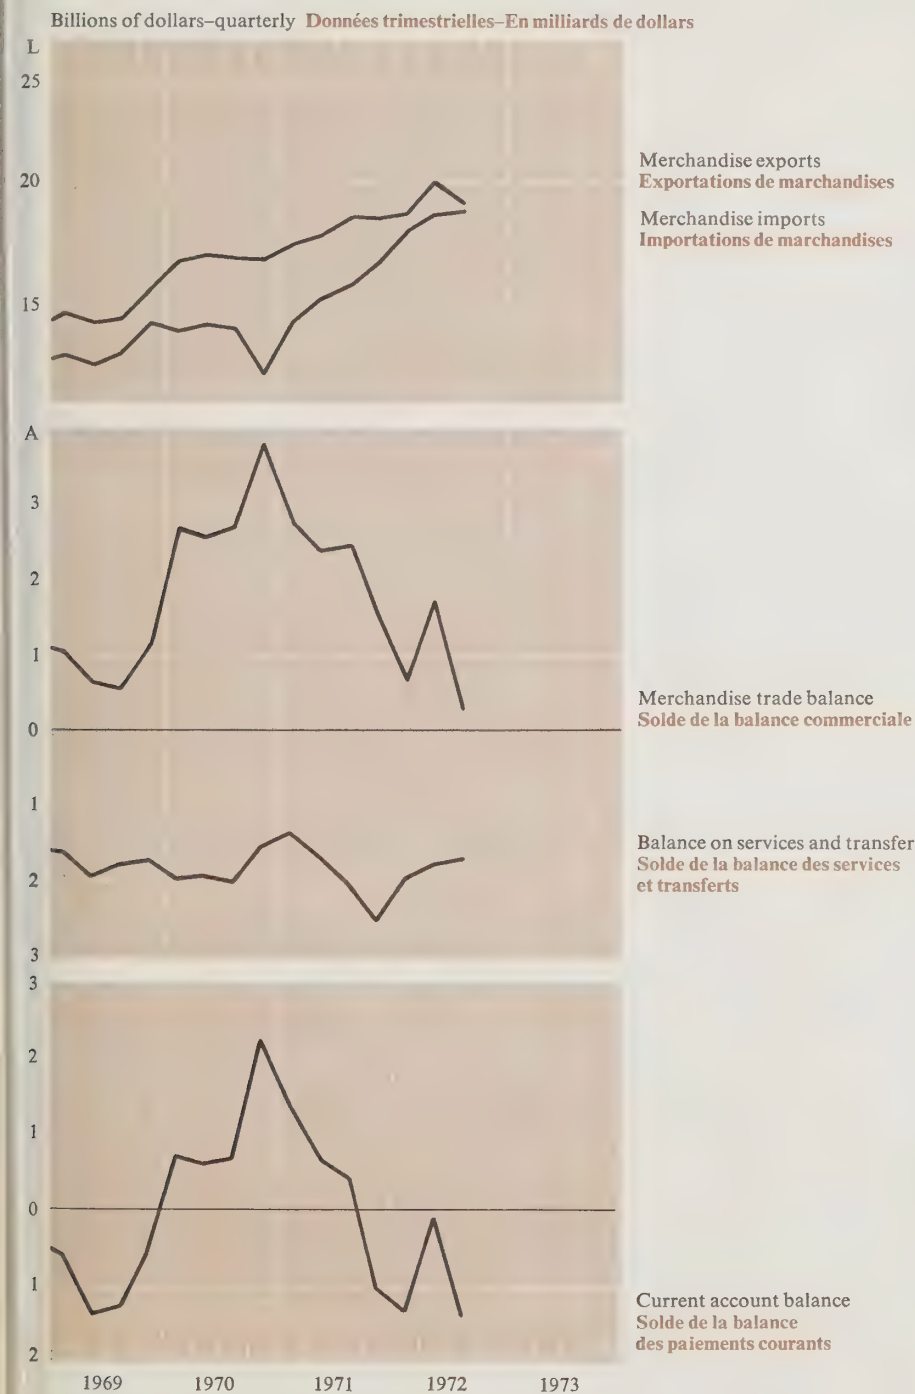 Billions of dollars–quarterly Données trimestrielles–En milliards de dollars
L
25
20
Merchandise exports
Exportations de marchandises
Merchandise imports
Importations de marchandises
15
A
3
2
1
Merchandise trade balance
Solde de la balance commerciale
0
1
Balance on services and transfer
Solde de la balance des services
et transferts
2
3
3
2
1
0
1
Current account balance
Solde de la balance
des paiements courants
2
1969 1970 1971 1972 1973